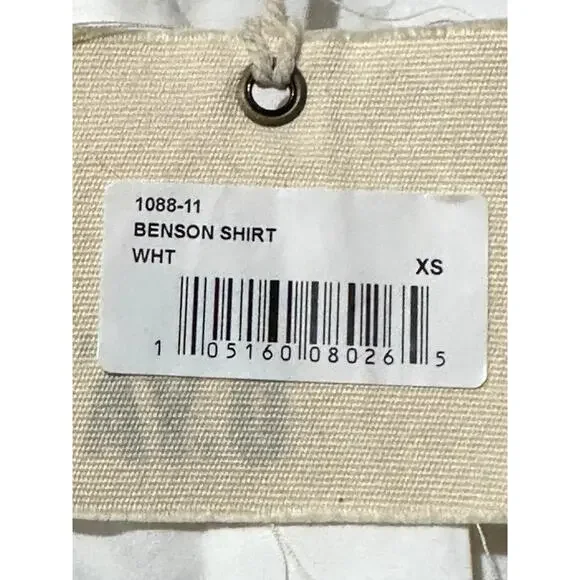 1088-11
BENSON SHIRT
WHT
XS
1 05160 08026 5